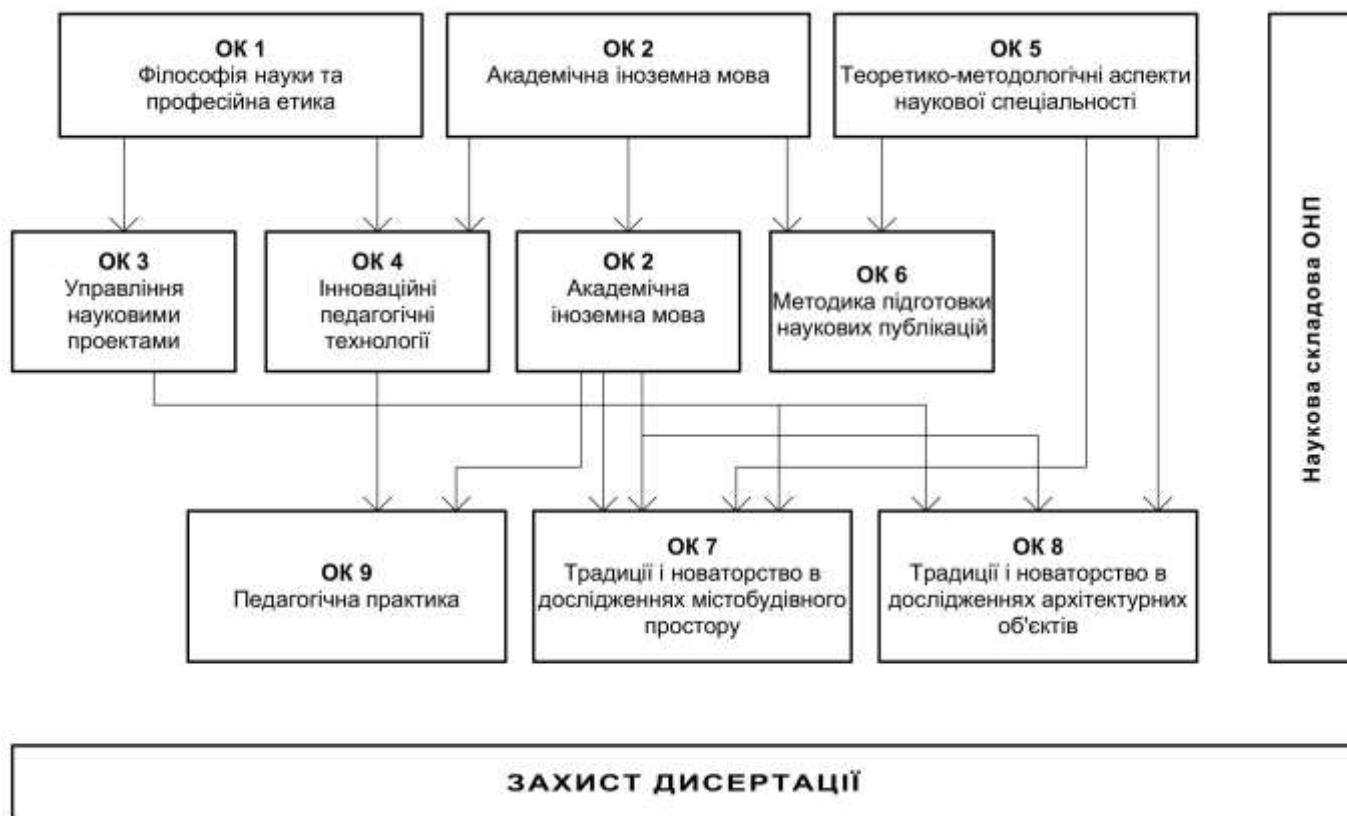 ОК 1
Філософія науки та
професійна етика
ОК 2
Академічна іноземна мова
ОК 5
Теоретико-методологічні аспекти
наукової спеціальності
ОК 3
Управління
науковими
проектами
ОК 4
Інноваційні
педагогічні
технології
ОК 2
Академічна
іноземна мова
ОК 6
Методика підготовки
наукових публікацій
ОК 9
Педагогічна практика
ОК 7
Традиції і новаторство в
дослідженнях містобудівного
простору
ОК 8
Традиції і новаторство в
дослідженнях архітектурних
об'єктів
Наукова складова ОНП
ЗАХИСТ ДИСЕРТАЦІЇ